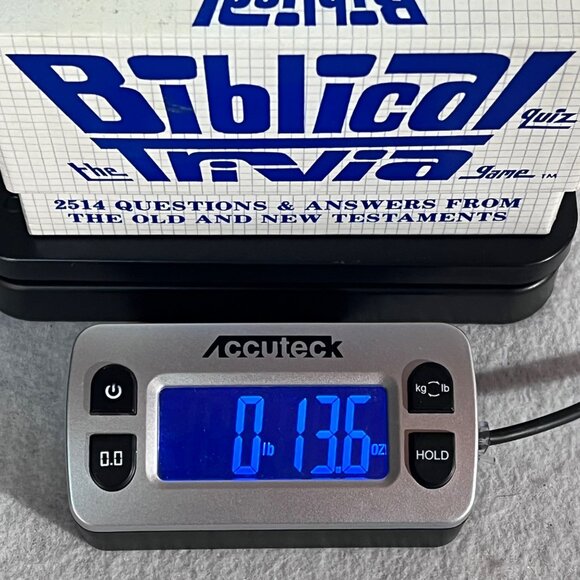 Biblical
Biblical
quiz
the Trivia game TM
2514 QUESTIONS & ANSWERS FROM
THE OLD AND NEW TESTAMENTS
Accuteck
kg lb
0.0
HOLD
0 lb 13.6 oz